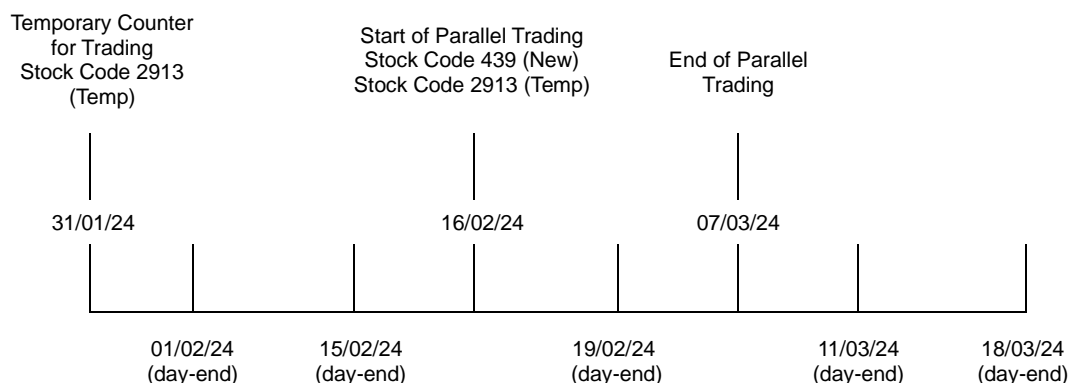 Temporary Counter
for Trading
Stock Code 2913
(Temp)
Start of Parallel Trading
Stock Code 439 (New)
Stock Code 2913 (Temp)
End of Parallel
Trading
31/01/24
16/02/24
07/03/24
01/02/24
(day-end)
15/02/24
(day-end)
19/02/24
(day-end)
11/03/24
(day-end)
18/03/24
(day-end)